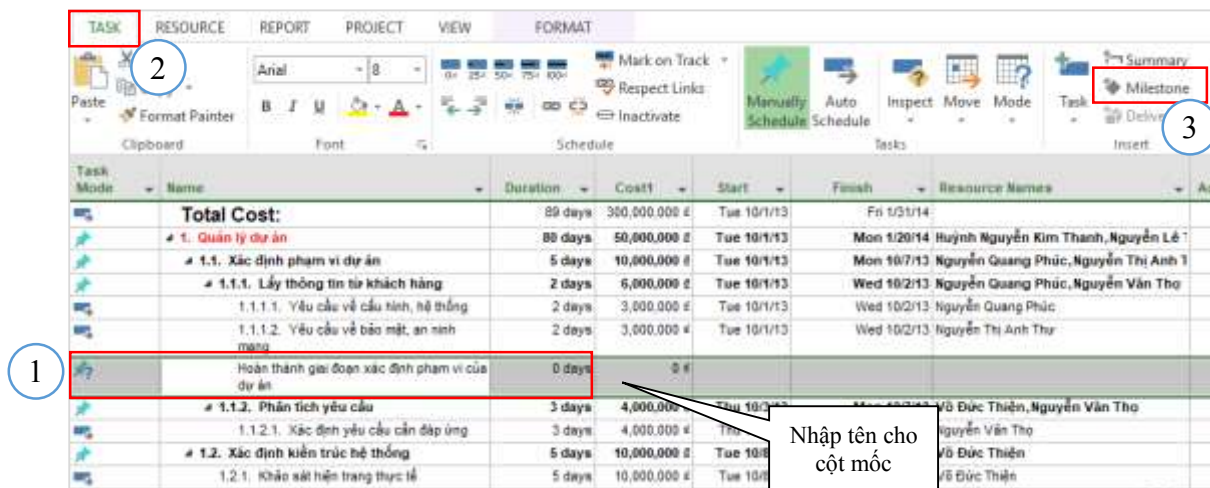 TASK RESOURCE REPORT PROJECT VIEW FORMAT
2
Arial 8
0% 25% 50% 75% 100%
Mark on Track
Summary
Respect Links
Milestone
Paste
Format Painter
B I U A
Inactivate
Manually Schedule
Auto Schedule
Inspect Move Mode
Task
3
Clipboard Font Schedule Tasks Insert
Task Mode Name Duration Cost1 Start Finish Resource Names
Total Cost: 89 days 300,000,000 ₫ Tue 10/1/13 Fri 1/31/14
1. Quản lý dự án 80 days 50,000,000 ₫ Tue 10/1/13 Mon 1/20/14 Huỳnh Nguyễn Kim Thanh,Nguyễn Lê
1.1. Xác định phạm vi dự án 5 days 10,000,000 ₫ Tue 10/1/13 Mon 10/7/13 Nguyễn Quang Phúc,Nguyễn Thị Anh T
1.1.1. Lấy thông tin từ khách hàng 2 days 6,000,000 ₫ Tue 10/1/13 Wed 10/2/13 Nguyễn Quang Phúc,Nguyễn Văn Thọ
1.1.1.1. Yêu cầu về cấu hình, hệ thống 2 days 3,000,000 ₫ Tue 10/1/13 Wed 10/2/13 Nguyễn Quang Phúc
1.1.1.2. Yêu cầu về bảo mật, an ninh mạng 2 days 3,000,000 ₫ Tue 10/1/13 Wed 10/2/13 Nguyễn Thị Anh Thư
1
Hoàn thành giai đoạn xác định phạm vi của dự án 0 days 0 ₫
1.1.2. Phân tích yêu cầu 3 days 4,000,000 Thu Võ Đức Thiện,Nguyễn Văn Thọ
1.1.2.1. Xác định yêu cầu cần đáp ứng 3 days 4,000,000 ₫ Nguyễn Văn Thọ
1.2. Xác định kiến trúc hệ thống 5 days 10,000,000 ₫ Tue 10/8 Võ Đức Thiện
1.2.1. Khảo sát hiện trạng thực tế 5 days 10,000,000 ₫ Tue 10/8 Võ Đức Thiện
Nhập tên cho
cột mốc